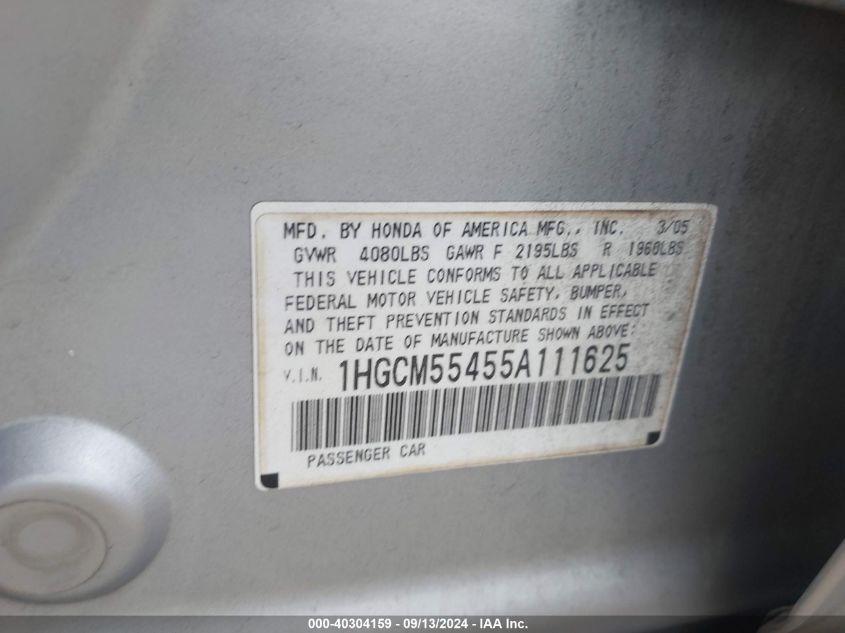 MFD. BY HONDA OF AMERICA MFG., INC. 3/05
GVWR 4080LBS GAWR F 2195LBS R 1960LBS
THIS VEHICLE CONFORMS TO ALL APPLICABLE
FEDERAL MOTOR VEHICLE SAFETY, BUMPER,
AND THEFT PREVENTION STANDARDS IN EFFECT
ON THE DATE OF MANUFACTURE SHOWN ABOVE:
V.I.N. 1HGCM55455A111625
PASSENGER CAR
000-40304159 - 09/13/2024 - IAA Inc.